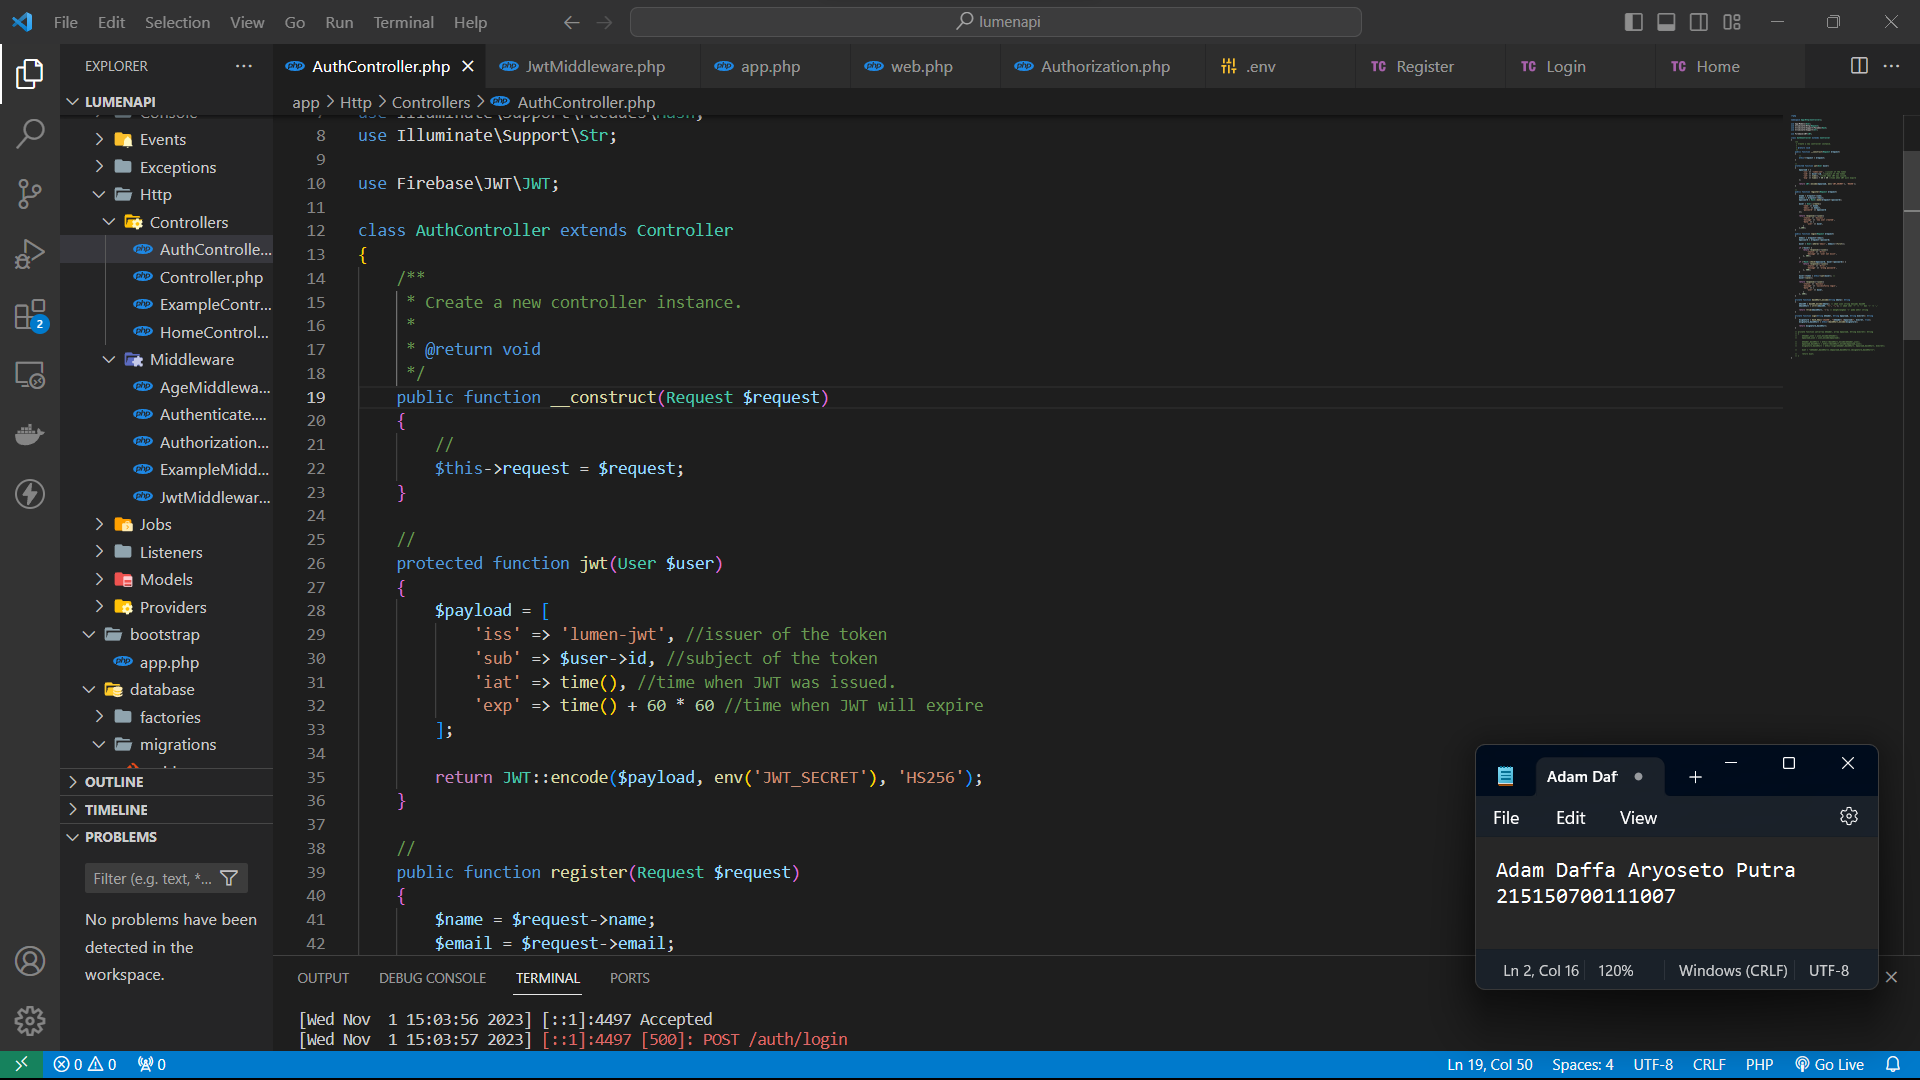 File Edit Selection View Go Run Terminal Help
lumenapi
EXPLORER
AuthController.php
JwtMiddleware.php
app.php
web.php
Authorization.php
.env
TC Register
TC Login
TC Home
app > Http > Controllers > AuthController.php
LUMENAPI
Console
Events
Exceptions
Http
Controllers
AuthControlle...
Controller.php
ExampleContr...
HomeControl...
Middleware
AgeMiddlewa...
Authenticate....
Authorization...
ExampleMidd...
JwtMiddlewar...
Jobs
Listeners
Models
Providers
bootstrap
app.php
database
factories
migrations
OUTLINE
TIMELINE
PROBLEMS
Filter (e.g. text, *...
No problems have been
detected in the
workspace.
2
7 use Illuminate\Support\Facades\Hash;
8 use Illuminate\Support\Str;
9
10 use Firebase\JWT\JWT;
11
12 class AuthController extends Controller
13 {
14 /**
15 * Create a new controller instance.
16 *
17 * @return void
18 */
19 public function __construct(Request $request)
20 {
21 //
22 $this->request = $request;
23 }
24
25 //
26 protected function jwt(User $user)
27 {
28 $payload = [
29 'iss' => 'lumen-jwt', //issuer of the token
30 'sub' => $user->id, //subject of the token
31 'iat' => time(), //time when JWT was issued.
32 'exp' => time() + 60 * 60 //time when JWT will expire
33 ];
34
35 return JWT::encode($payload, env('JWT_SECRET'), 'HS256');
36 }
37
38 //
39 public function register(Request $request)
40 {
41 $name = $request->name;
42 $email = $request->email;
OUTPUT DEBUG CONSOLE TERMINAL PORTS
[Wed Nov  1 15:03:56 2023] [::1]:4497 Accepted
[Wed Nov  1 15:03:57 2023] [::1]:4497 [500]: POST /auth/login
Adam Daf
File Edit View
Adam Daffa Aryoseto Putra
215150700111007
Ln 2, Col 16 120% Windows (CRLF) UTF-8
0 0 0
Ln 19, Col 50 Spaces: 4 UTF-8 CRLF PHP Go Live